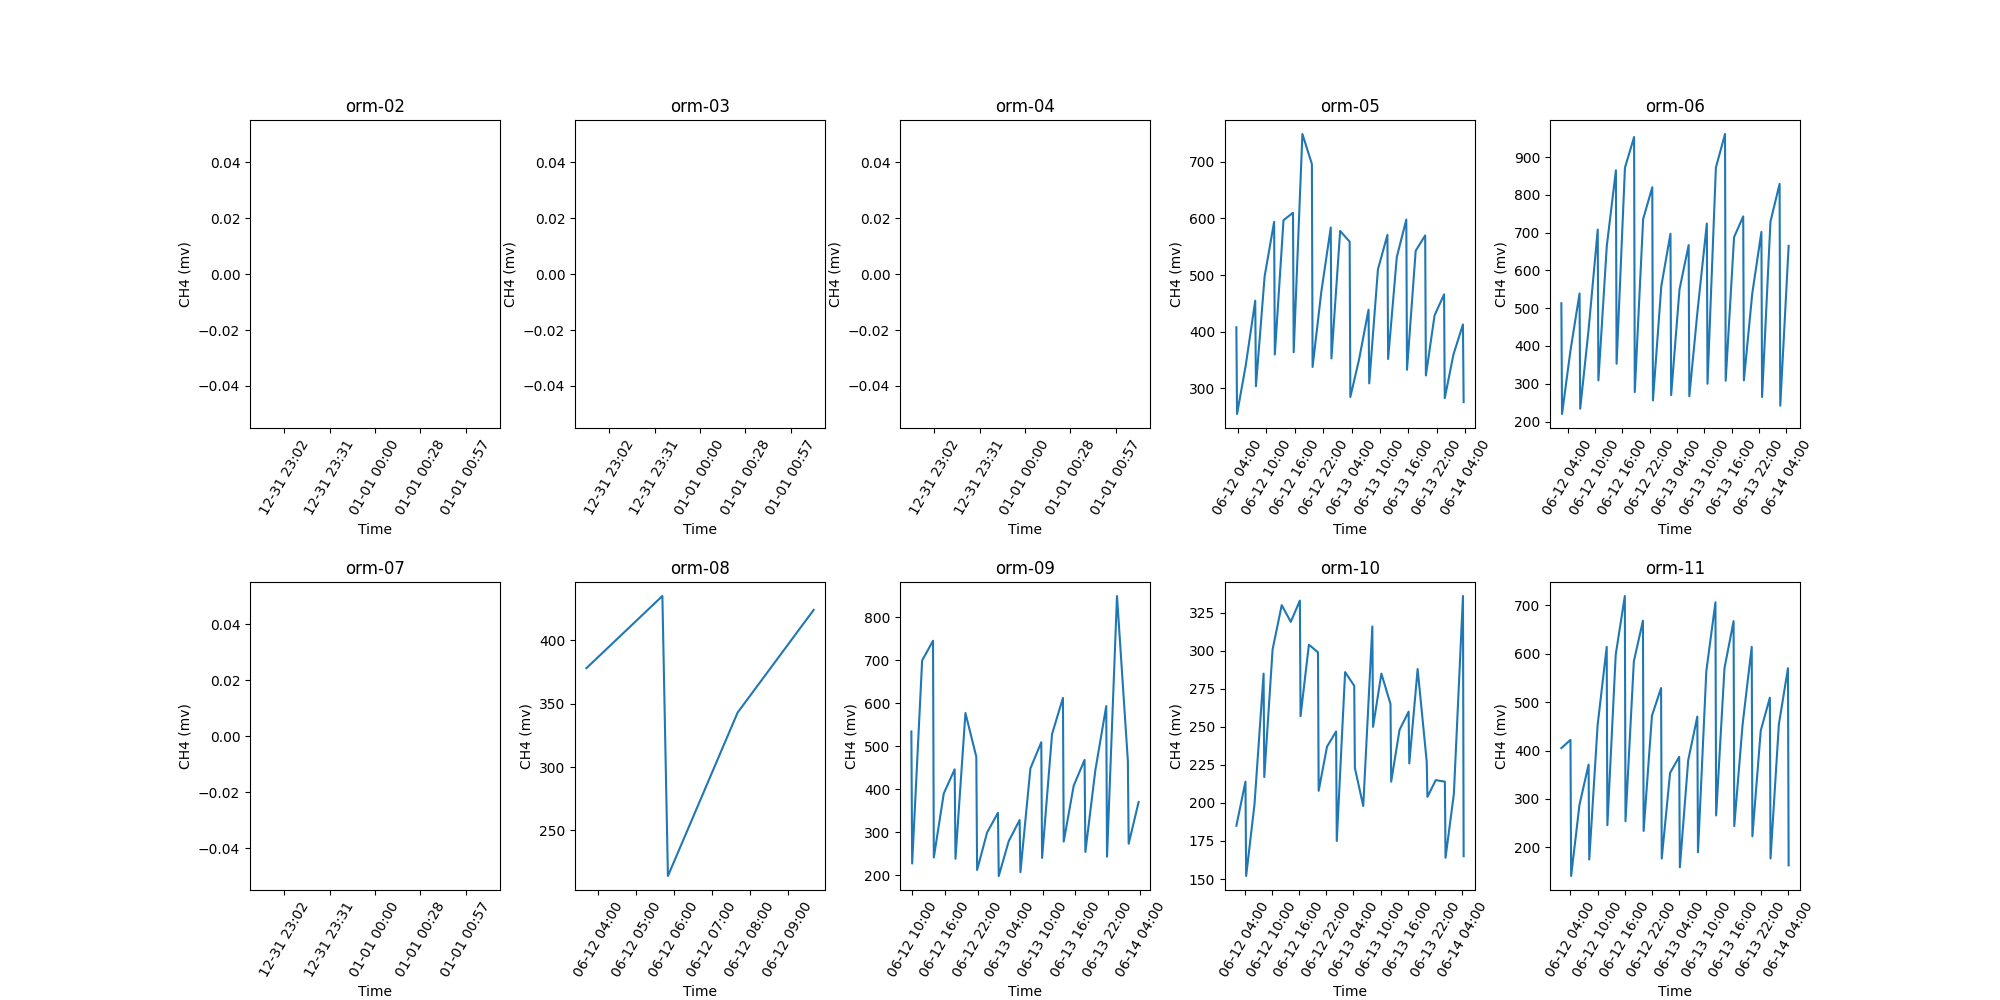 orm-02 orm-03 orm-04 orm-05 orm-06
CH4 (mv)
0.04
0.02
0.00
−0.02
−0.04
12-31 23:02 12-31 23:31 01-01 00:00 01-01 00:28 01-01 00:57
Time
CH4 (mv)
0.04
0.02
0.00
−0.02
−0.04
12-31 23:02 12-31 23:31 01-01 00:00 01-01 00:28 01-01 00:57
Time
CH4 (mv)
0.04
0.02
0.00
−0.02
−0.04
12-31 23:02 12-31 23:31 01-01 00:00 01-01 00:28 01-01 00:57
Time
CH4 (mv)
700
600
500
400
300
06-12 04:00 06-12 10:00 06-12 16:00 06-12 22:00 06-13 04:00 06-13 10:00 06-13 16:00 06-13 22:00 06-14 04:00
Time
CH4 (mv)
900
800
700
600
500
400
300
200
06-12 04:00 06-12 10:00 06-12 16:00 06-12 22:00 06-13 04:00 06-13 10:00 06-13 16:00 06-13 22:00 06-14 04:00
Time
orm-07 orm-08 orm-09 orm-10 orm-11
CH4 (mv)
0.04
0.02
0.00
−0.02
−0.04
12-31 23:02 12-31 23:31 01-01 00:00 01-01 00:28 01-01 00:57
Time
CH4 (mv)
400
350
300
250
06-12 04:00 06-12 05:00 06-12 06:00 06-12 07:00 06-12 08:00 06-12 09:00
Time
CH4 (mv)
800
700
600
500
400
300
200
06-12 10:00 06-12 16:00 06-12 22:00 06-13 04:00 06-13 10:00 06-13 16:00 06-13 22:00 06-14 04:00
Time
CH4 (mv)
325
300
275
250
225
200
175
150
06-12 04:00 06-12 10:00 06-12 16:00 06-12 22:00 06-13 04:00 06-13 10:00 06-13 16:00 06-13 22:00 06-14 04:00
Time
CH4 (mv)
700
600
500
400
300
200
06-12 04:00 06-12 10:00 06-12 16:00 06-12 22:00 06-13 04:00 06-13 10:00 06-13 16:00 06-13 22:00 06-14 04:00
Time